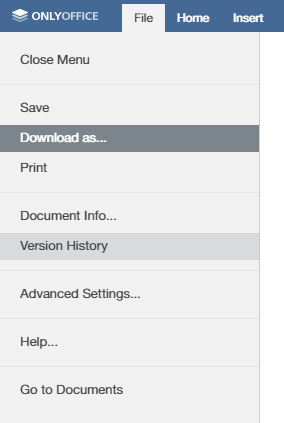 ONLYOFFICE File Home Insert
Close Menu
Save
Download as...
Print
Document Info...
Version History
Advanced Settings...
Help...
Go to Documents